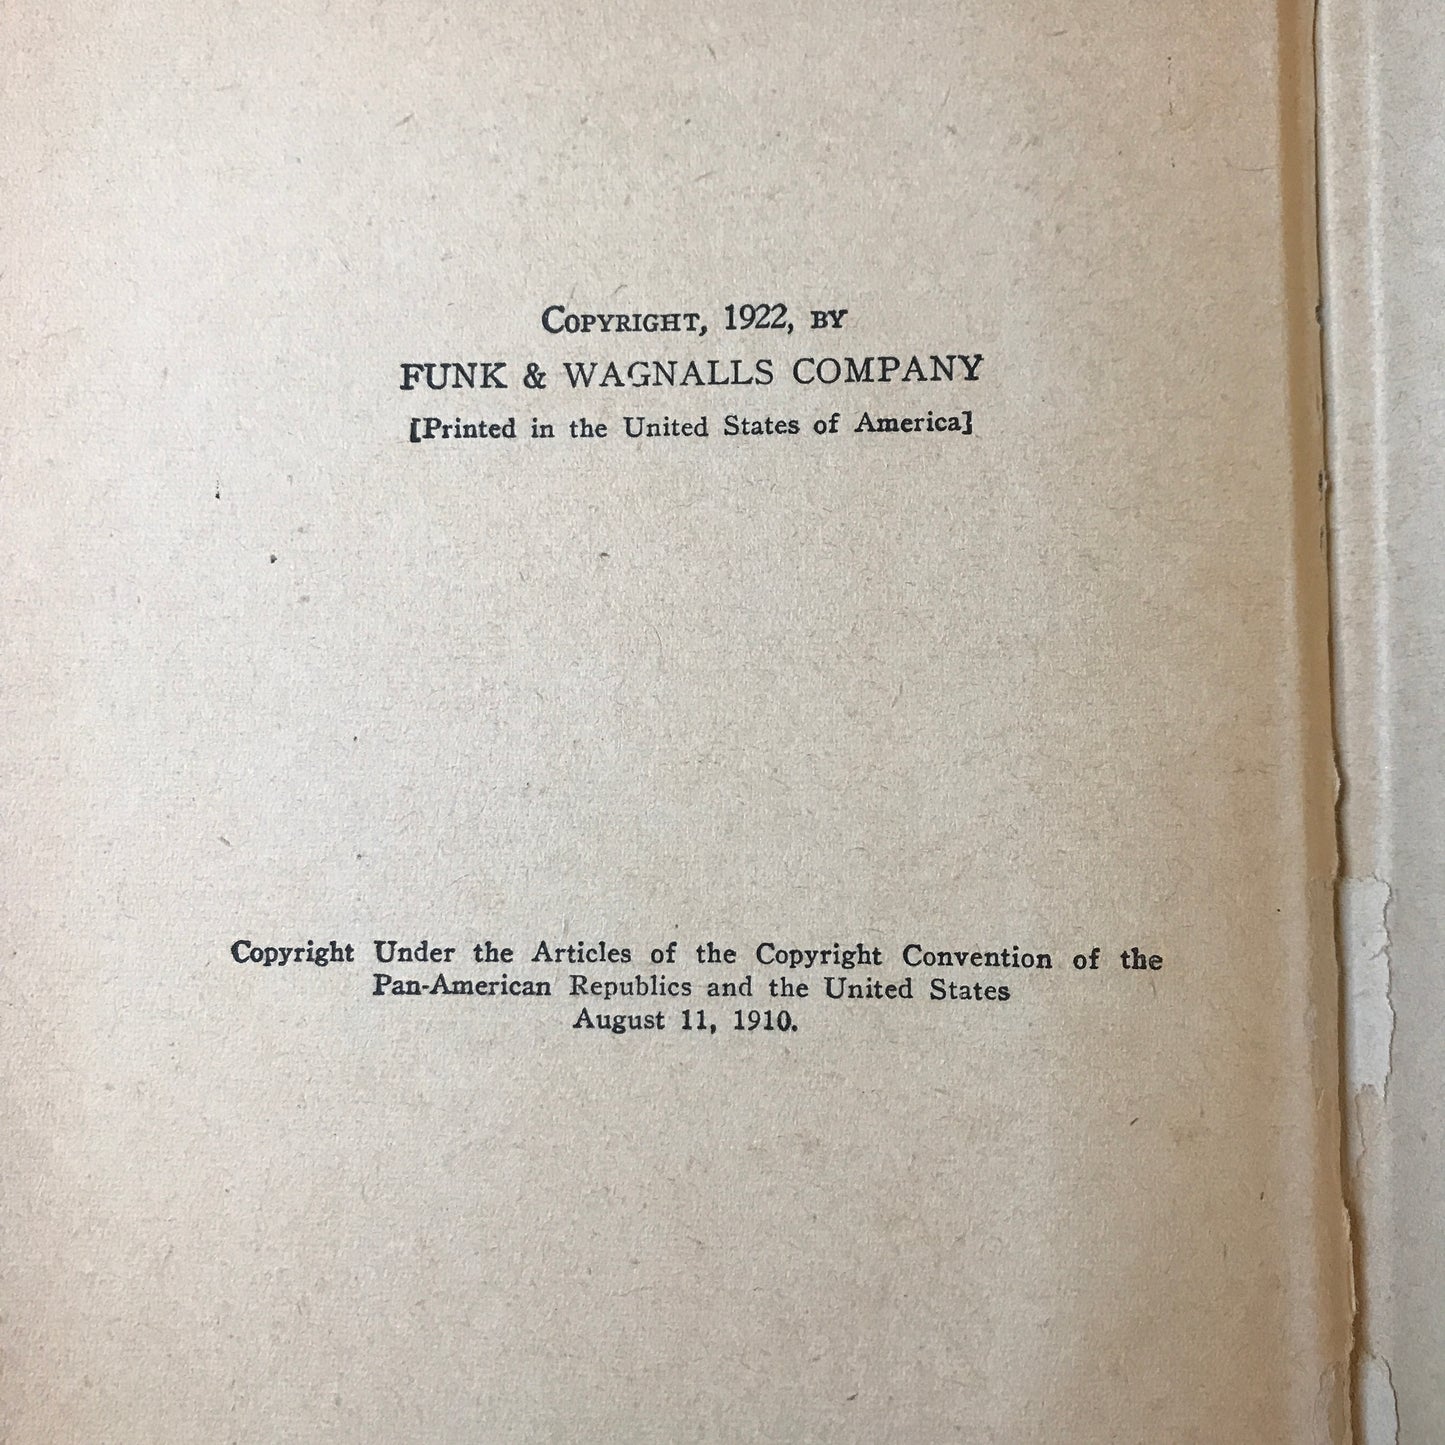 Copyright, 1922, by
FUNK & WAGNALLS COMPANY
[Printed in the United States of America]
Copyright Under the Articles of the Copyright Convention of the
Pan-American Republics and the United States
August 11, 1910.